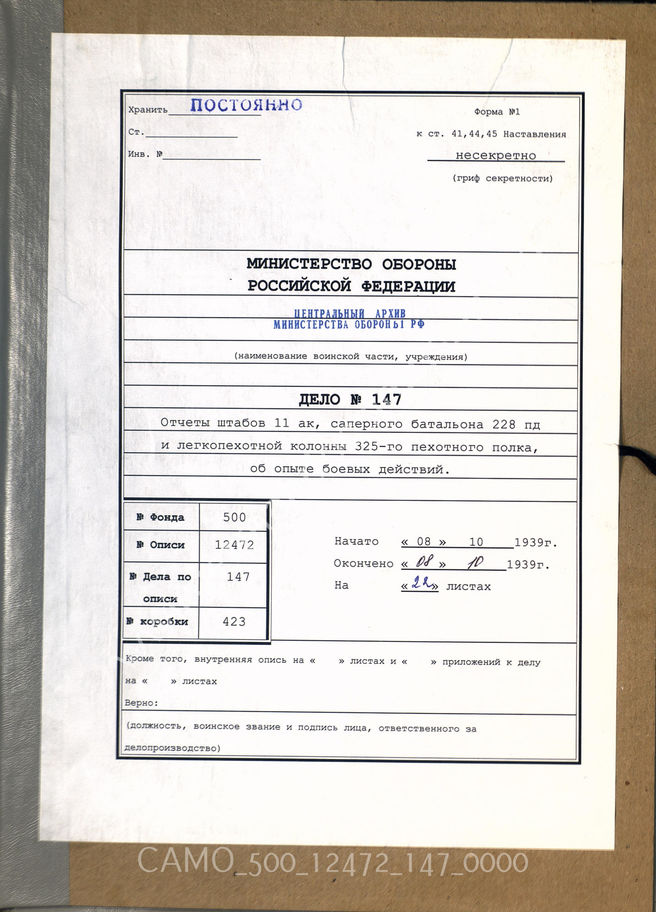 Хранить ПОСТОЯННО
Форма №1
Ст.
к ст. 41,44,45 Наставления
Инв. №
несекретно
(гриф секретности)
МИНИСТЕРСТВО ОБОРОНЫ
РОССИЙСКОЙ ФЕДЕРАЦИИ
ЦЕНТРАЛЬНЫЙ АРХИВ
МИНИСТЕРСТВА ОБОРОНЫ РФ
(наименование воинской части, учреждения)
ДЕЛО № 147
Отчеты штабов 11 ак, саперного батальона 228 пд
и легкопехотной колонны 325-го пехотного полка,
об опыте боевых действий.
№ Фонда 500
№ Описи 12472
№ Дела по 147
описи
№ коробки 423
Начато « 08 » 10 1939г.
Окончено « 08 » 10 1939г.
На «22» листах
Кроме того, внутренняя опись на « » листах и « » приложений к делу
на « » листах
Верно:
(должность, воинское звание и подпись лица, ответственного за
делопроизводство)
CAMO_500_12472_147_0000